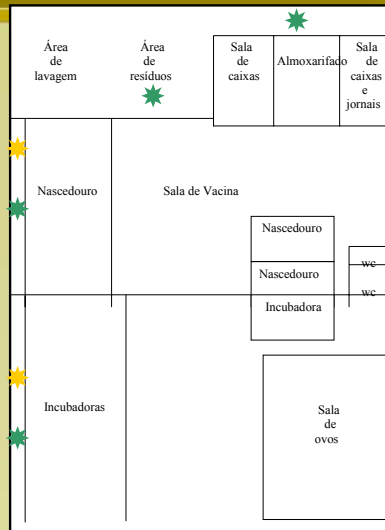 Área
de
lavagem
Área
de
resíduos
Sala
de
caixas
Almoxarifado
Sala
de
caixas
e
jornais
Nascedouro
Sala de Vacina
Nascedouro
Nascedouro
wc
wc
Incubadora
Incubadoras
Sala
de
ovos